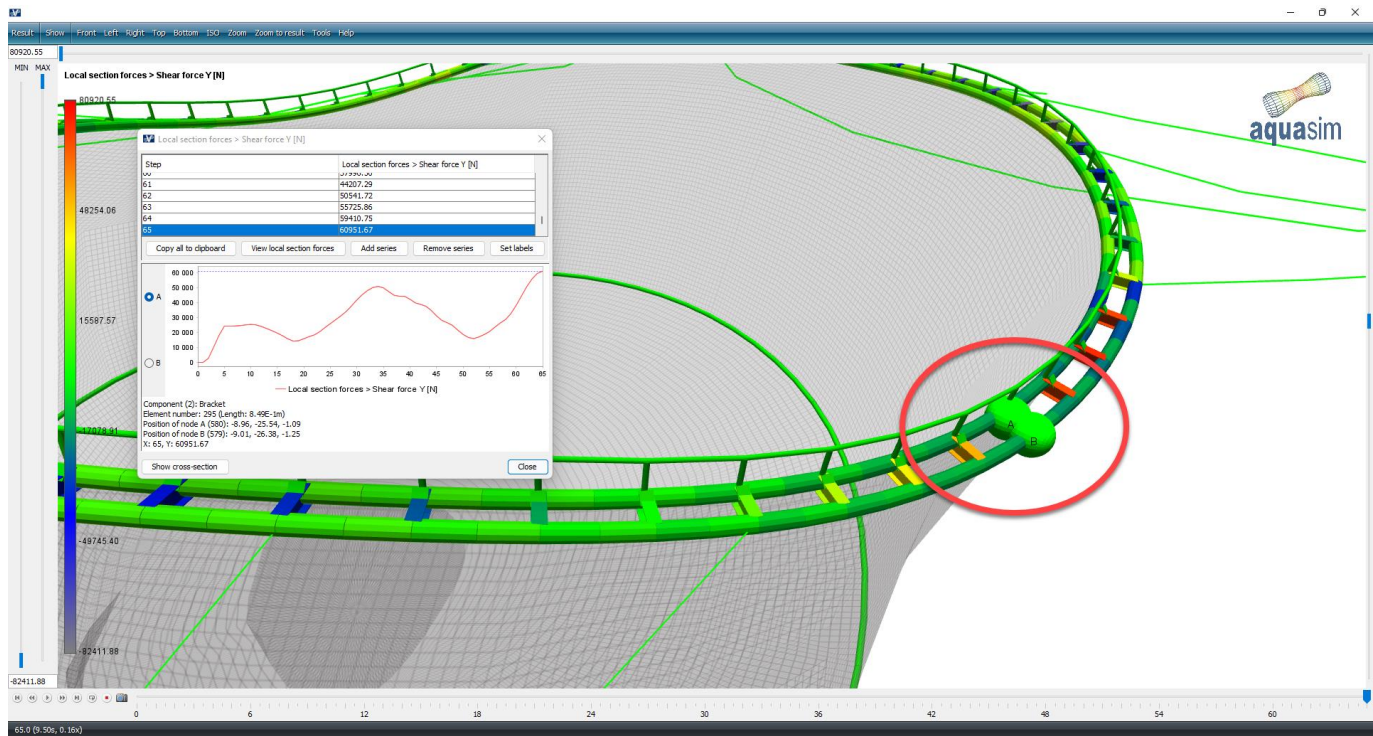 Result Show Front Left Right Top Bottom ISO Zoom Zoom to result Tools Help
80920.55
MIN MAX
Local section forces > Shear force Y [N]
80920.55
48254.06
15587.57
-17078.91
-49745.40
-82411.88
-82411.88
aquasim
Local section forces > Shear force Y [N]
Step Local section forces > Shear force Y [N]
61 44207.29
62 50541.72
63 55725.86
64 59410.75
65 60951.67
Copy all to clipboard View local section forces Add series Remove series Set labels
A
B
60 000
50 000
40 000
30 000
20 000
10 000
0
0 5 10 15 20 25 30 35 40 45 50 55 60 65
Local section forces > Shear force Y [N]
Component (2): Bracket
Element number: 295 (Length: 8.49E-1m)
Position of node A (580): -8.96, -25.54, -1.09
Position of node B (579): -9.01, -26.38, -1.25
X: 65, Y: 60951.67
Show cross-section Close
A
B
0 6 12 18 24 30 36 42 48 54 60
65.0 (9.50s, 0.16x)